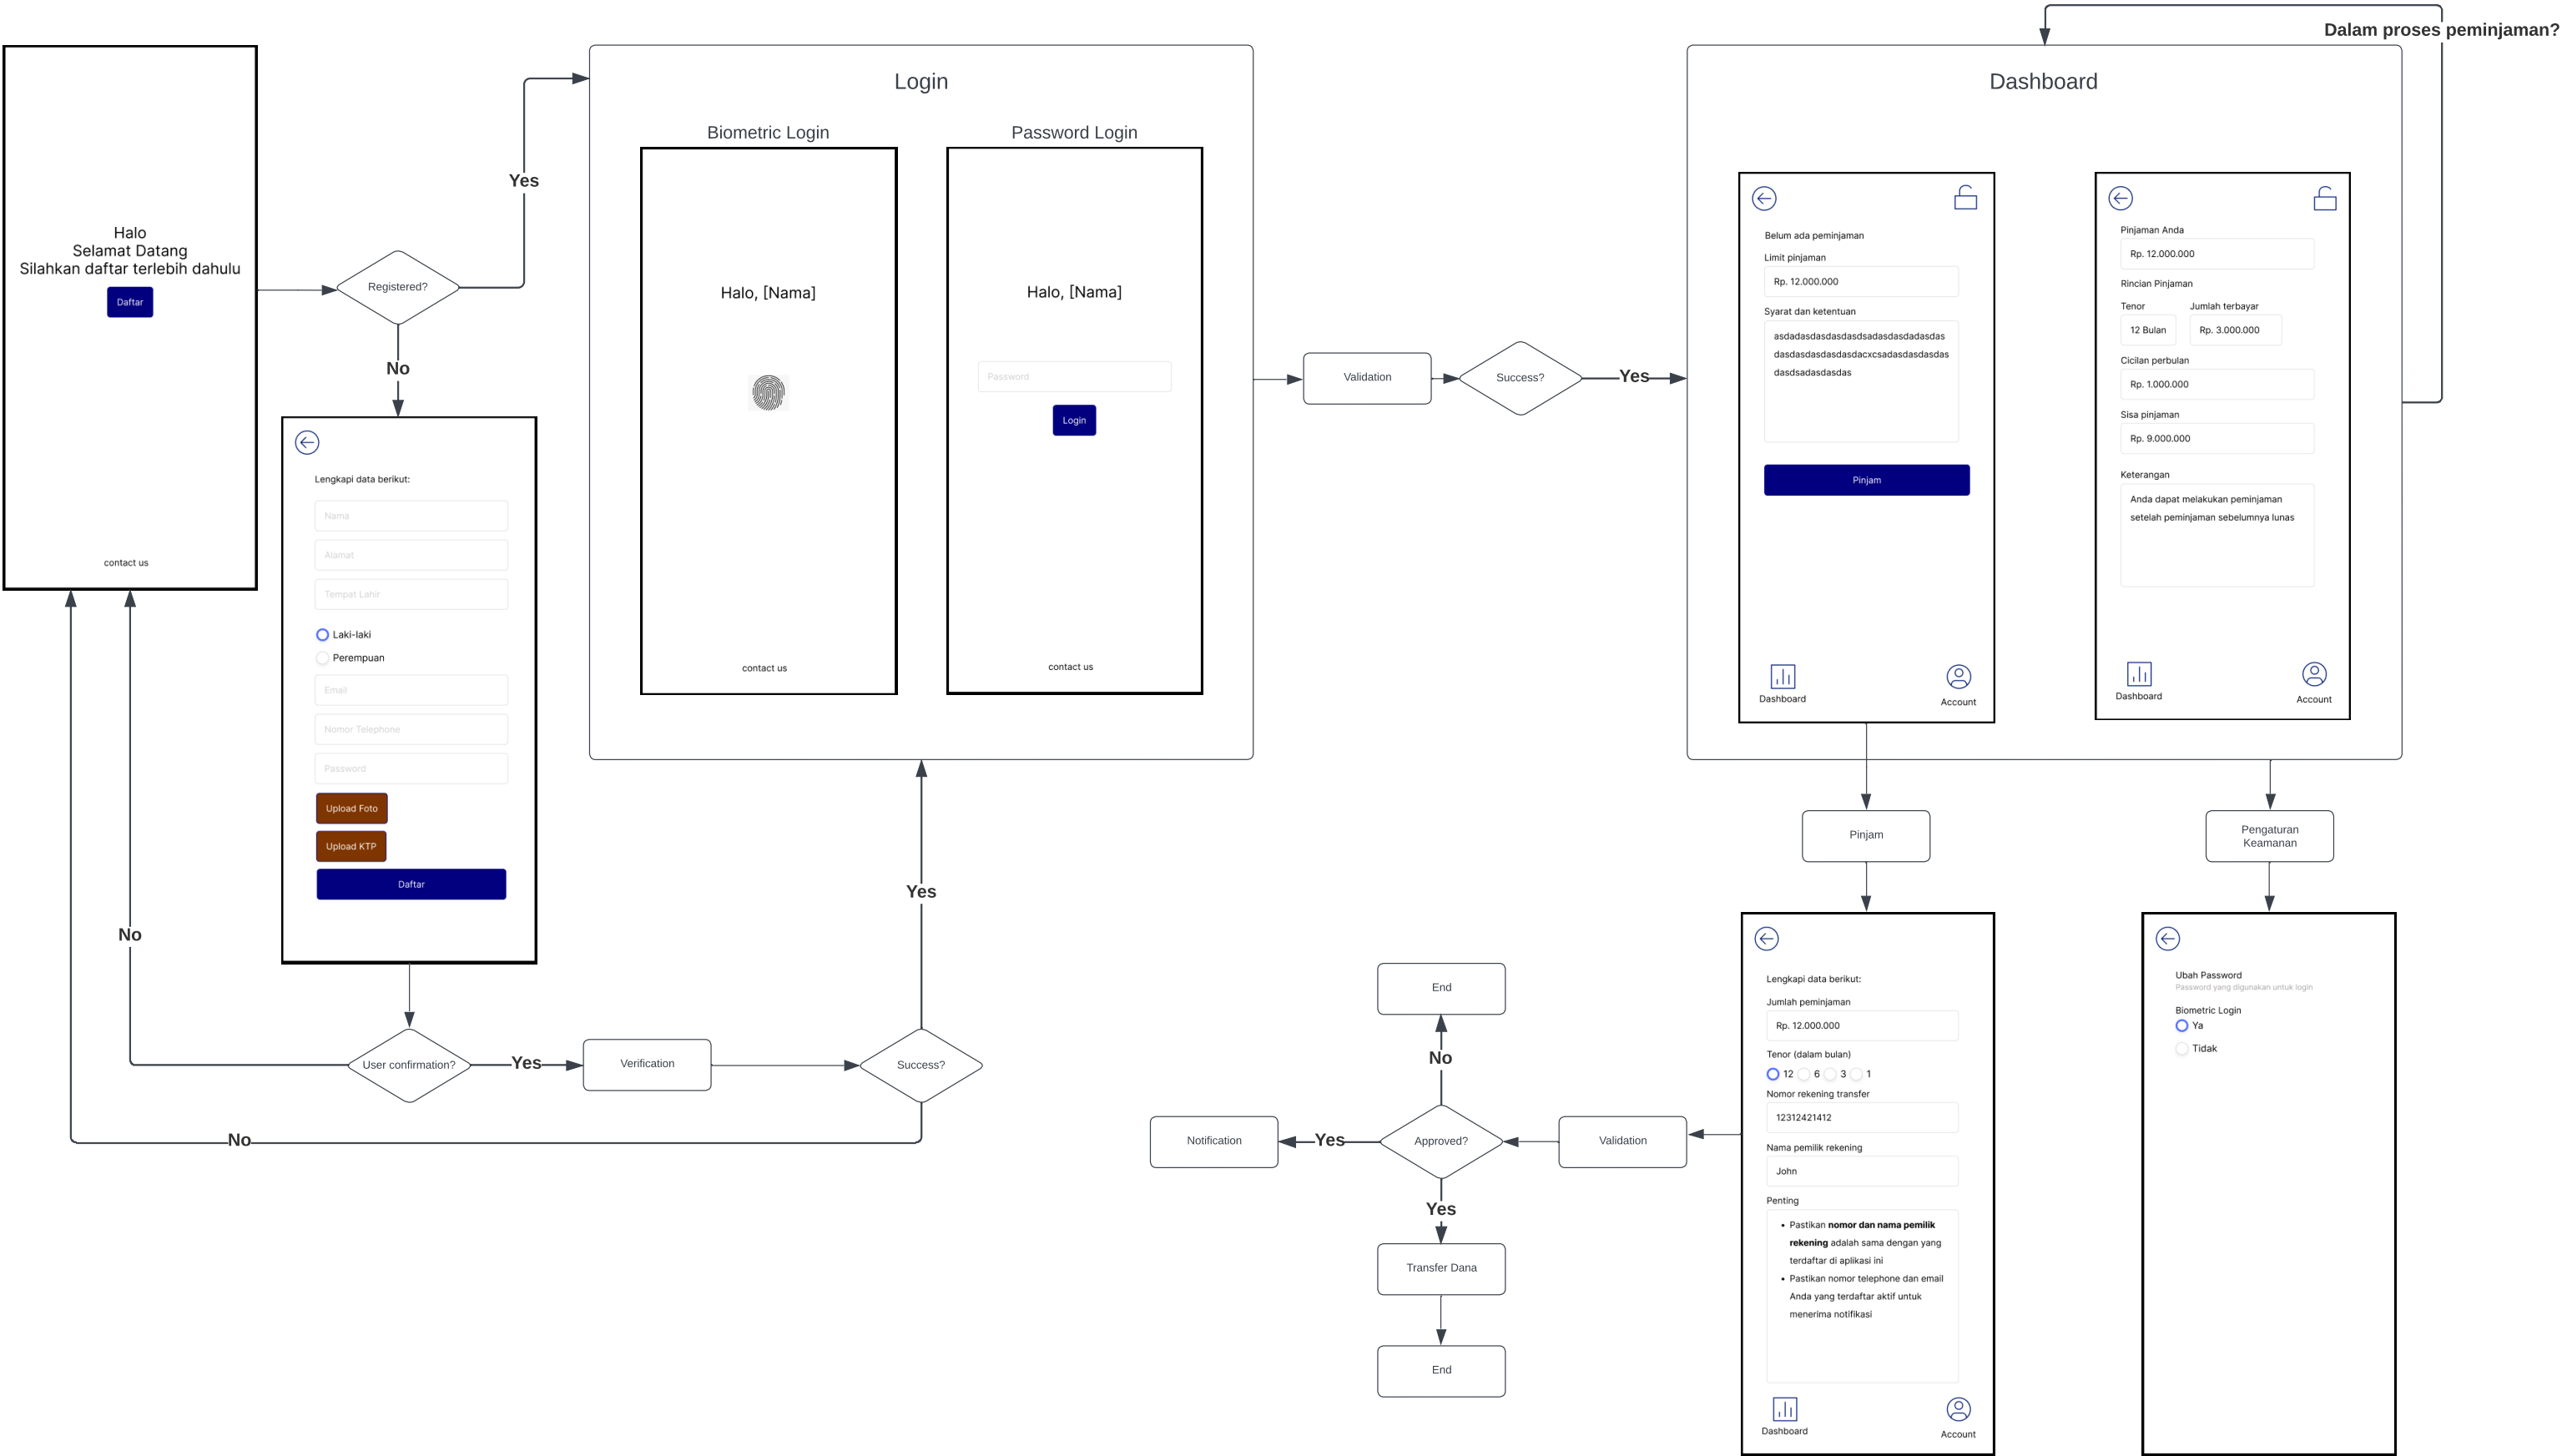 Halo
Selamat Datang
Silahkan daftar terlebih dahulu
Daftar
contact us
Registered?
Yes
No
Lengkapi data berikut:
Nama
Alamat
Tempat Lahir
Laki-laki
Perempuan
Email
Nomor Telephone
Password
Upload Foto
Upload KTP
Daftar
User confirmation?
No
Yes
Verification
Success?
Yes
No
Login
Biometric Login
Halo, [Nama]
contact us
Password Login
Halo, [Nama]
Password
Login
contact us
Validation
Success?
Yes
Dalam proses peminjaman?
Dashboard
Belum ada peminjaman
Limit pinjaman
Rp. 12.000.000
Syarat dan ketentuan
asdadasdasdasdasdsadasdasdadasdas
dasdasdasdasdasdacxcsadasdasdasdas
dasdsadasdasdas
Pinjam
Dashboard
Account
Pinjaman Anda
Rp. 12.000.000
Rincian Pinjaman
Tenor
Jumlah terbayar
12 Bulan
Rp. 3.000.000
Cicilan perbulan
Rp. 1.000.000
Sisa pinjaman
Rp. 9.000.000
Keterangan
Anda dapat melakukan peminjaman
setelah peminjaman sebelumnya lunas
Dashboard
Account
Pinjam
Pengaturan
Keamanan
Lengkapi data berikut:
Jumlah peminjaman
Rp. 12.000.000
Tenor (dalam bulan)
12 6 3 1
Nomor rekening transfer
12312421412
Nama pemilik rekening
John
Penting
• Pastikan nomor dan nama pemilik
rekening adalah sama dengan yang
terdaftar di aplikasi ini
• Pastikan nomor telephone dan email
Anda yang terdaftar aktif untuk
menerima notifikasi
Dashboard
Account
Ubah Password
Password yang digunakan untuk login
Biometric Login
Ya
Tidak
Validation
Approved?
No
End
Yes
Notification
Yes
Transfer Dana
End